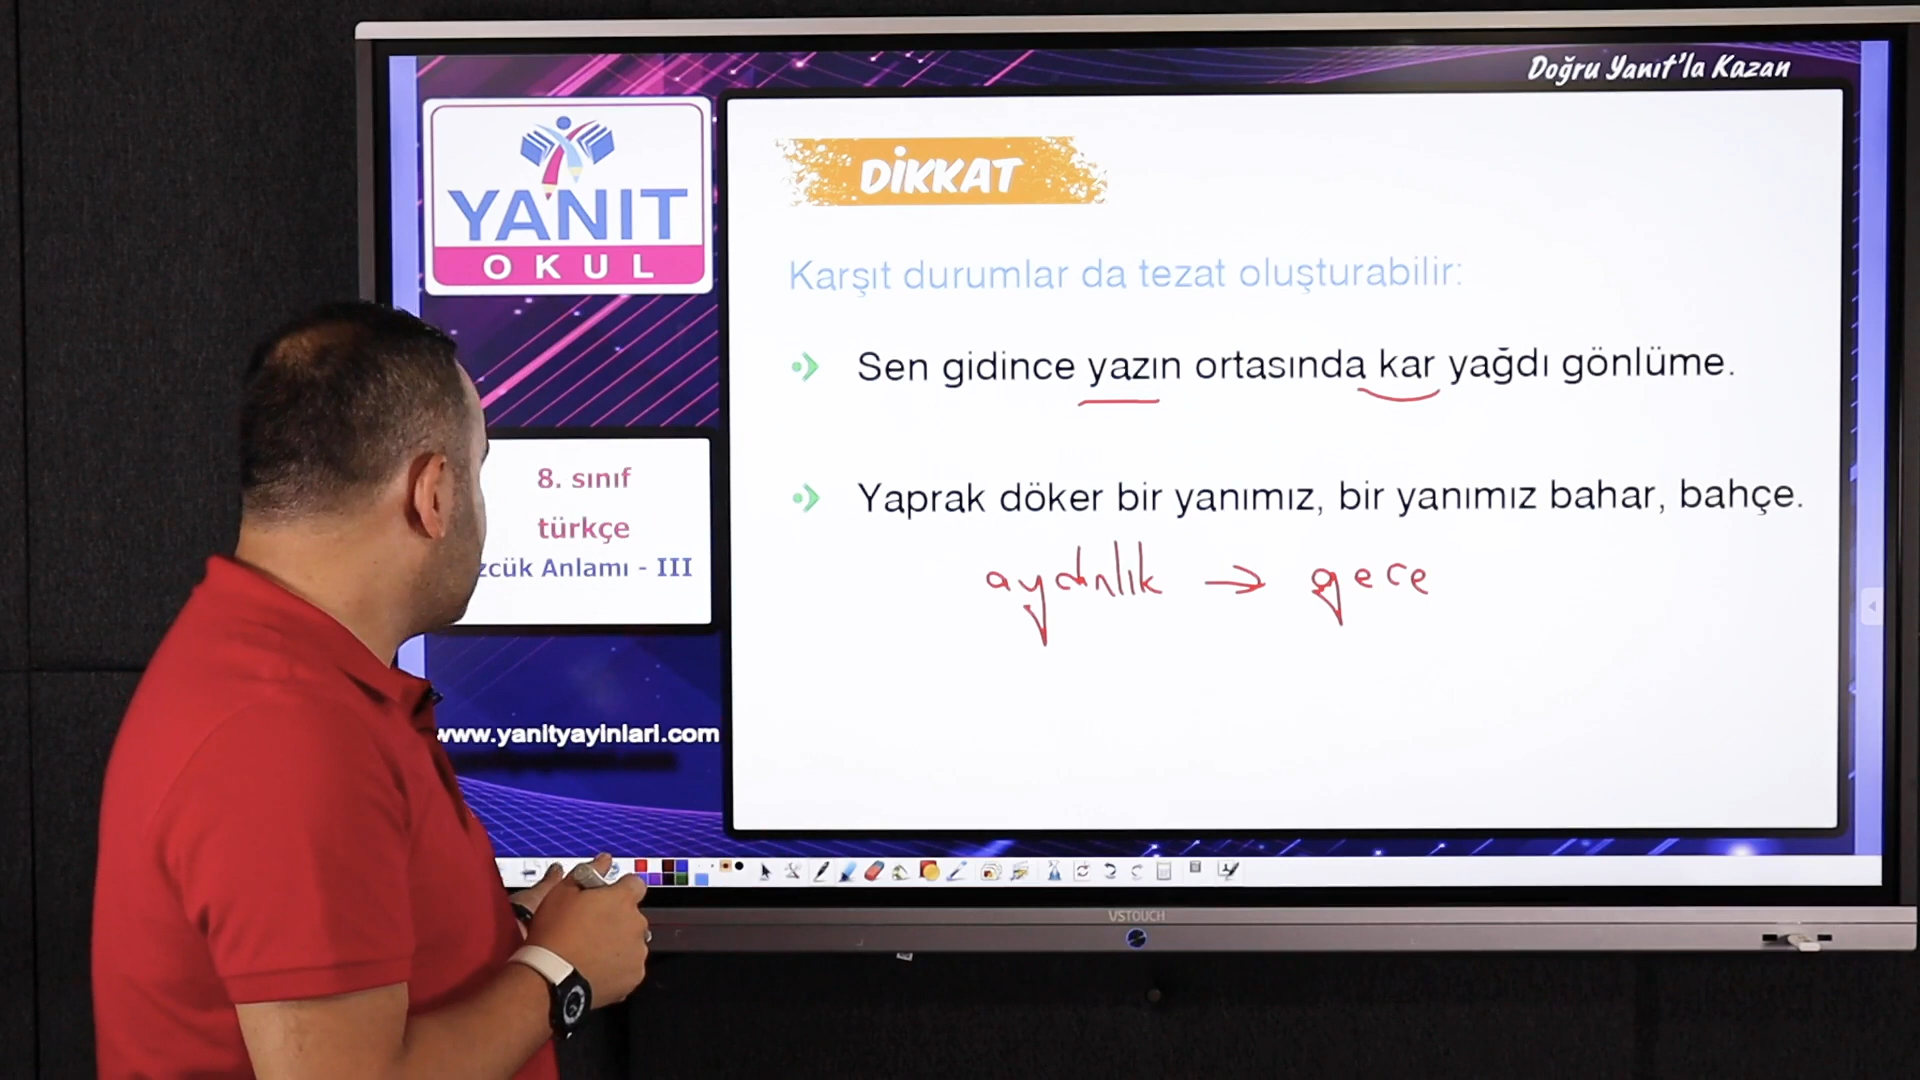 Doğru Yanıt'la Kazan
YANIT
OKUL
DİKKAT
Karşıt durumlar da tezat oluşturabilir:
Sen gidince yazın ortasında kar yağdı gönlüme.
Yaprak döker bir yanımız, bir yanımız bahar, bahçe.
aydınlık → gece
8. sınıf
türkçe
zcük Anlamı - III
www.yanityayinlari.com
VSTOUCH